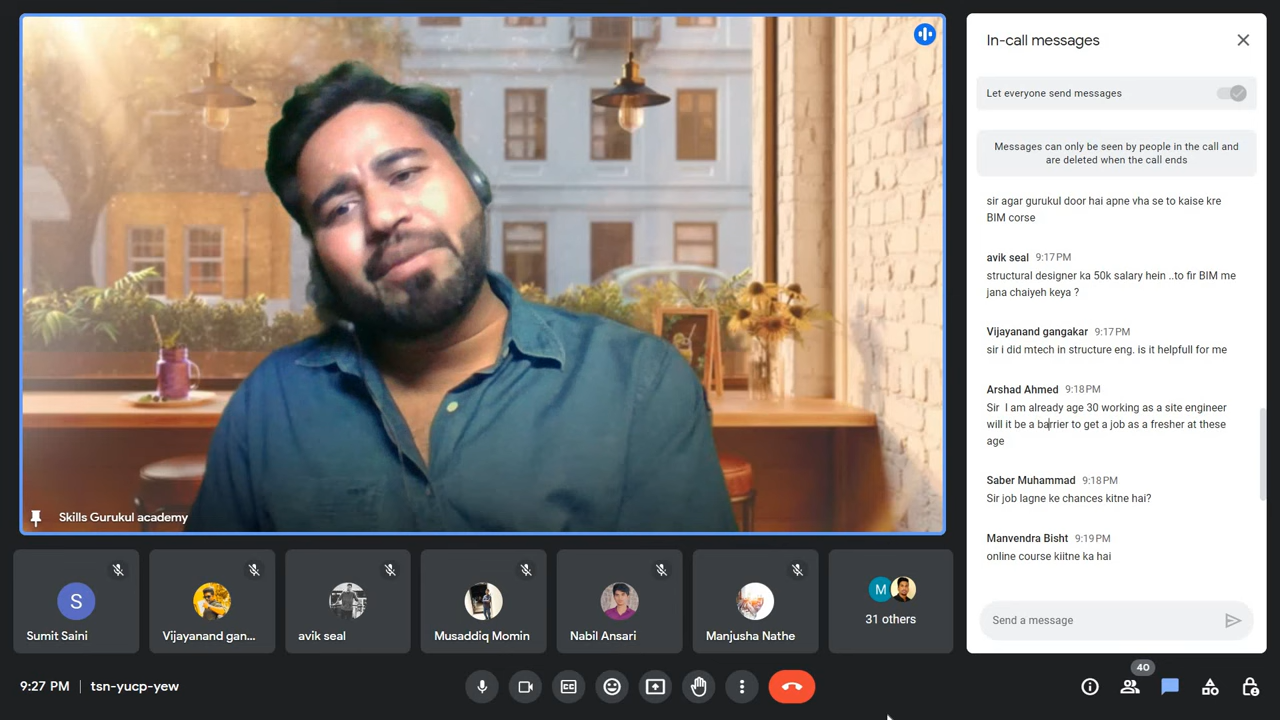 In-call messages
Let everyone send messages
Messages can only be seen by people in the call and
are deleted when the call ends
sir agar gurukul door hai apne vha se to kaise kre
BIM corse
avik seal 9:17 PM
structural designer ka 50k salary hein ..to fir BIM me
jana chaiyeh keya ?
Vijayanand gangakar 9:17 PM
sir i did mtech in structure eng. is it helpfull for me
Arshad Ahmed 9:18 PM
Sir I am already age 30 working as a site engineer
will it be a barrier to get a job as a fresher at these
age
Saber Muhammad 9:18 PM
Sir job lagne ke chances kitne hai?
Manvendra Bisht 9:19 PM
online course kiitne ka hai
Send a message
Skills Gurukul academy
S
Sumit Saini
Vijayanand gan...
avik seal
Musaddiq Momin
Nabil Ansari
Manjusha Nathe
M
31 others
9:27 PM | tsn-yucp-yew
CC
40